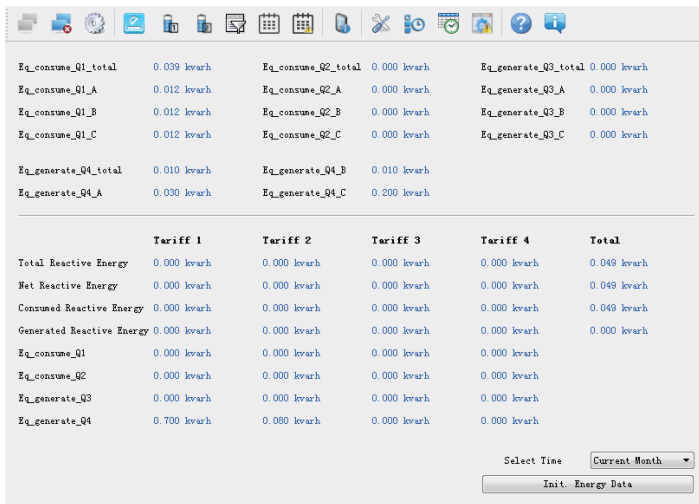 Eq_consume_Q1_total 0.039 kvarh Eq_consume_Q2_total 0.000 kvarh Eq_generate_Q3_total 0.000 kvarh
Eq_consume_Q1_A 0.012 kvarh Eq_consume_Q2_A 0.000 kvarh Eq_generate_Q3_A 0.000 kvarh
Eq_consume_Q1_B 0.012 kvarh Eq_consume_Q2_B 0.000 kvarh Eq_generate_Q3_B 0.000 kvarh
Eq_consume_Q1_C 0.012 kvarh Eq_consume_Q2_C 0.000 kvarh Eq_generate_Q3_C 0.000 kvarh
Eq_generate_Q4_total 0.010 kvarh Eq_generate_Q4_B 0.010 kvarh
Eq_generate_Q4_A 0.030 kvarh Eq_generate_Q4_C 0.200 kvarh
Tariff 1 Tariff 2 Tariff 3 Tariff 4 Total
Total Reactive Energy 0.000 kvarh 0.000 kvarh 0.000 kvarh 0.000 kvarh 0.049 kvarh
Net Reactive Energy 0.000 kvarh 0.000 kvarh 0.000 kvarh 0.000 kvarh 0.049 kvarh
Consumed Reactive Energy 0.000 kvarh 0.000 kvarh 0.000 kvarh 0.000 kvarh 0.049 kvarh
Generated Reactive Energy 0.000 kvarh 0.000 kvarh 0.000 kvarh 0.000 kvarh 0.000 kvarh
Eq_consume_Q1 0.000 kvarh 0.000 kvarh 0.000 kvarh 0.000 kvarh
Eq_consume_Q2 0.000 kvarh 0.000 kvarh 0.000 kvarh 0.000 kvarh
Eq_generate_Q3 0.000 kvarh 0.000 kvarh 0.000 kvarh 0.000 kvarh
Eq_generate_Q4 0.700 kvarh 0.080 kvarh 0.000 kvarh 0.000 kvarh
Select Time Current Month
Init. Energy Data